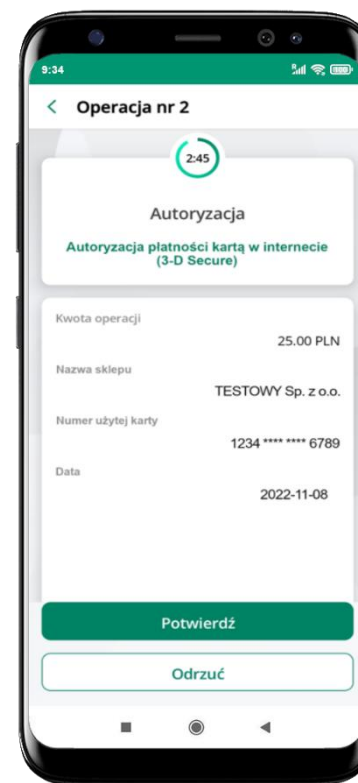 9:34
Operacja nr 2
2:45
Autoryzacja
Autoryzacja płatności kartą w internecie
(3-D Secure)
Kwota operacji
25.00 PLN
Nazwa sklepu
TESTOWY Sp. z o.o.
Numer użytej karty
1234 **** **** 6789
Data
2022-11-08
Potwierdź
Odrzuć